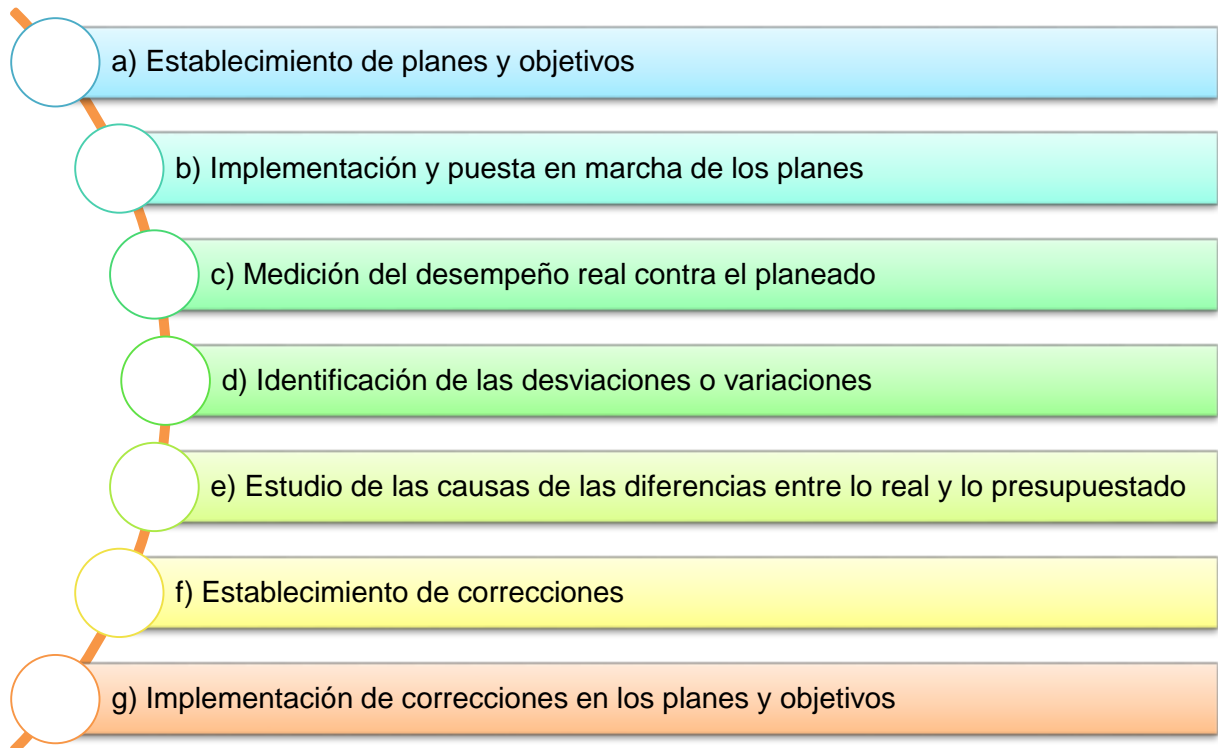 a) Establecimiento de planes y objetivos
b) Implementación y puesta en marcha de los planes
c) Medición del desempeño real contra el planeado
d) Identificación de las desviaciones o variaciones
e) Estudio de las causas de las diferencias entre lo real y lo presupuestado
f) Establecimiento de correcciones
g) Implementación de correcciones en los planes y objetivos